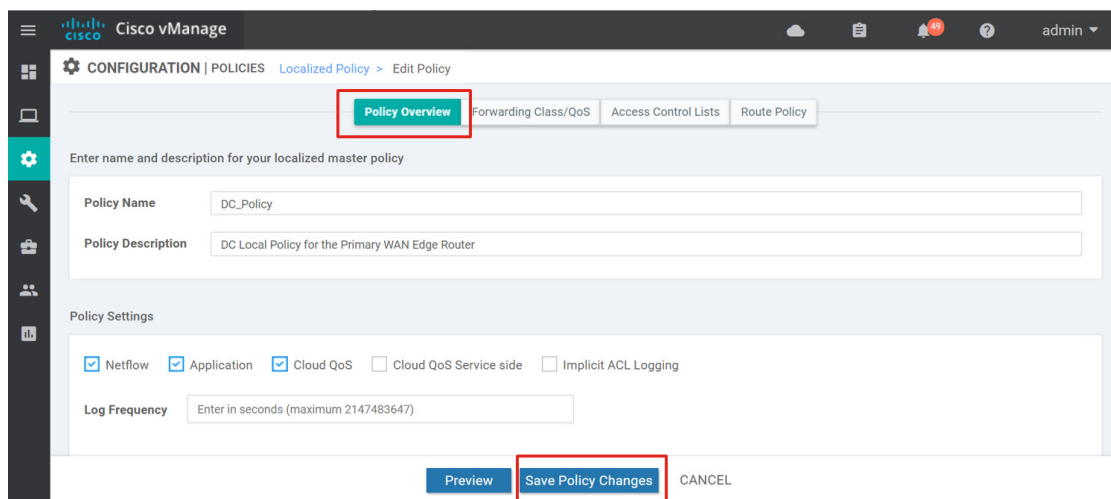 CISCO Cisco vManage 49 admin
CONFIGURATION | POLICIES Localized Policy > Edit Policy
Policy Overview Forwarding Class/QoS Access Control Lists Route Policy
Enter name and description for your localized master policy
Policy Name DC_Policy
Policy Description DC Local Policy for the Primary WAN Edge Router
Policy Settings
Netflow Application Cloud QoS Cloud QoS Service side Implicit ACL Logging
Log Frequency Enter in seconds (maximum 2147483647)
Preview Save Policy Changes CANCEL